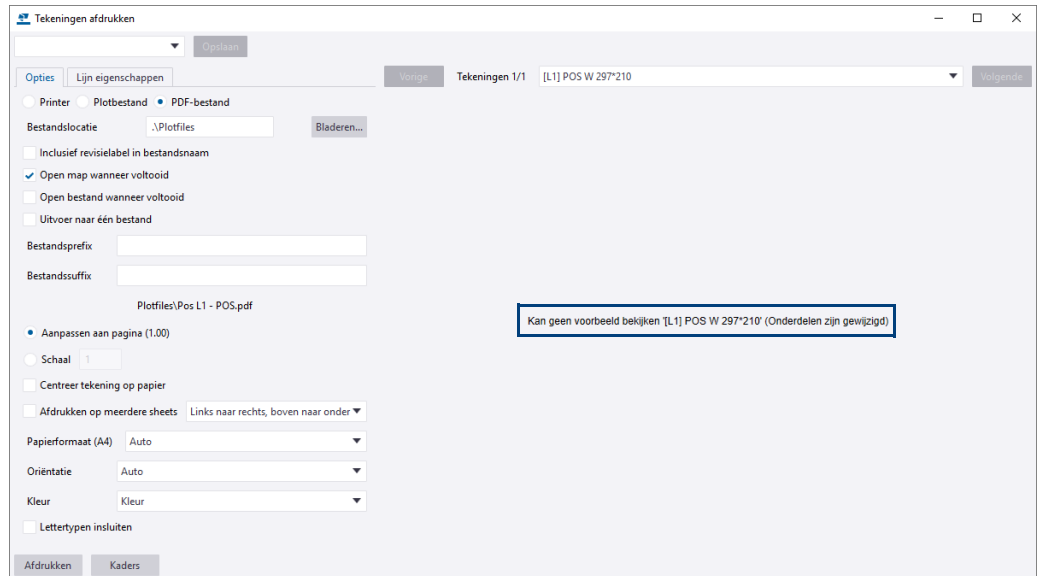 Tekeningen afdrukken
Opslaan
Opties Lijn eigenschappen
Vorige Tekeningen 1/1 [L1] POS W 297*210 Volgende
Printer Plotbestand PDF-bestand
Bestandslocatie .\Plotfiles Bladeren...
Inclusief revisielabel in bestandsnaam
Open map wanneer voltooid
Open bestand wanneer voltooid
Uitvoer naar één bestand
Bestandsprefix
Bestandssuffix
Plotfiles\Pos L1 - POS.pdf
Kan geen voorbeeld bekijken '[L1] POS W 297*210' (Onderdelen zijn gewijzigd)
Aanpassen aan pagina (1.00)
Schaal 1
Centreer tekening op papier
Afdrukken op meerdere sheets Links naar rechts, boven naar onder
Papierformaat (A4) Auto
Oriëntatie Auto
Kleur Kleur
Lettertypen insluiten
Afdrukken Kaders